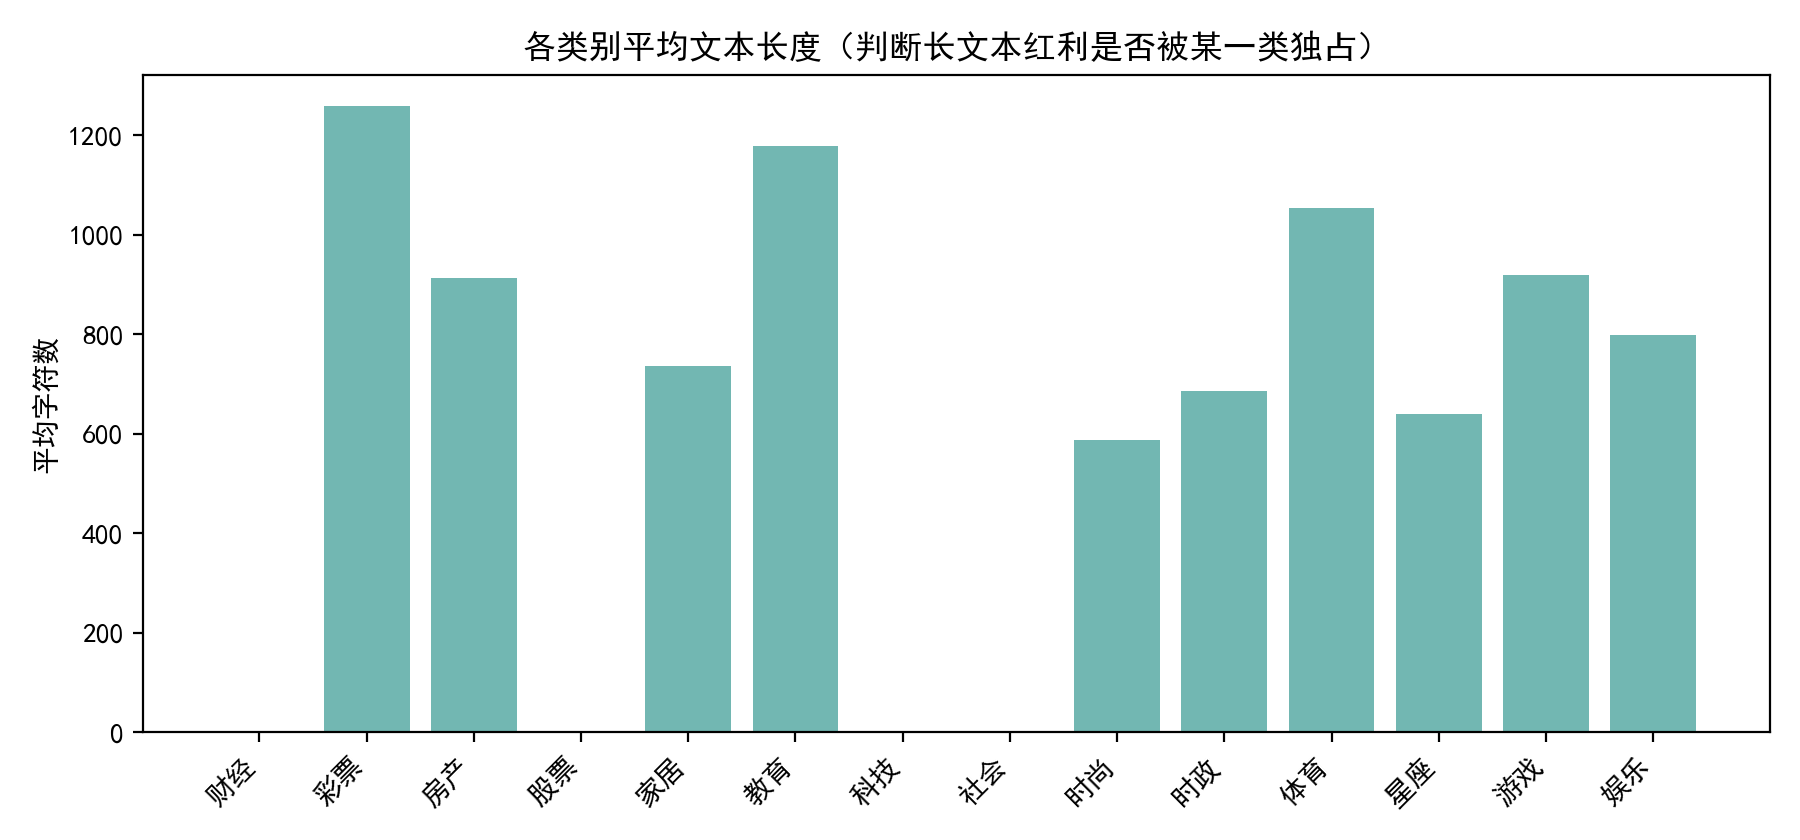 各类别平均文本长度（判断长文本红利是否被某一类独占）
平均字符数
1200
1000
800
600
400
200
0
财经
彩票
房产
股票
家居
教育
科技
社会
时尚
时政
体育
星座
游戏
娱乐